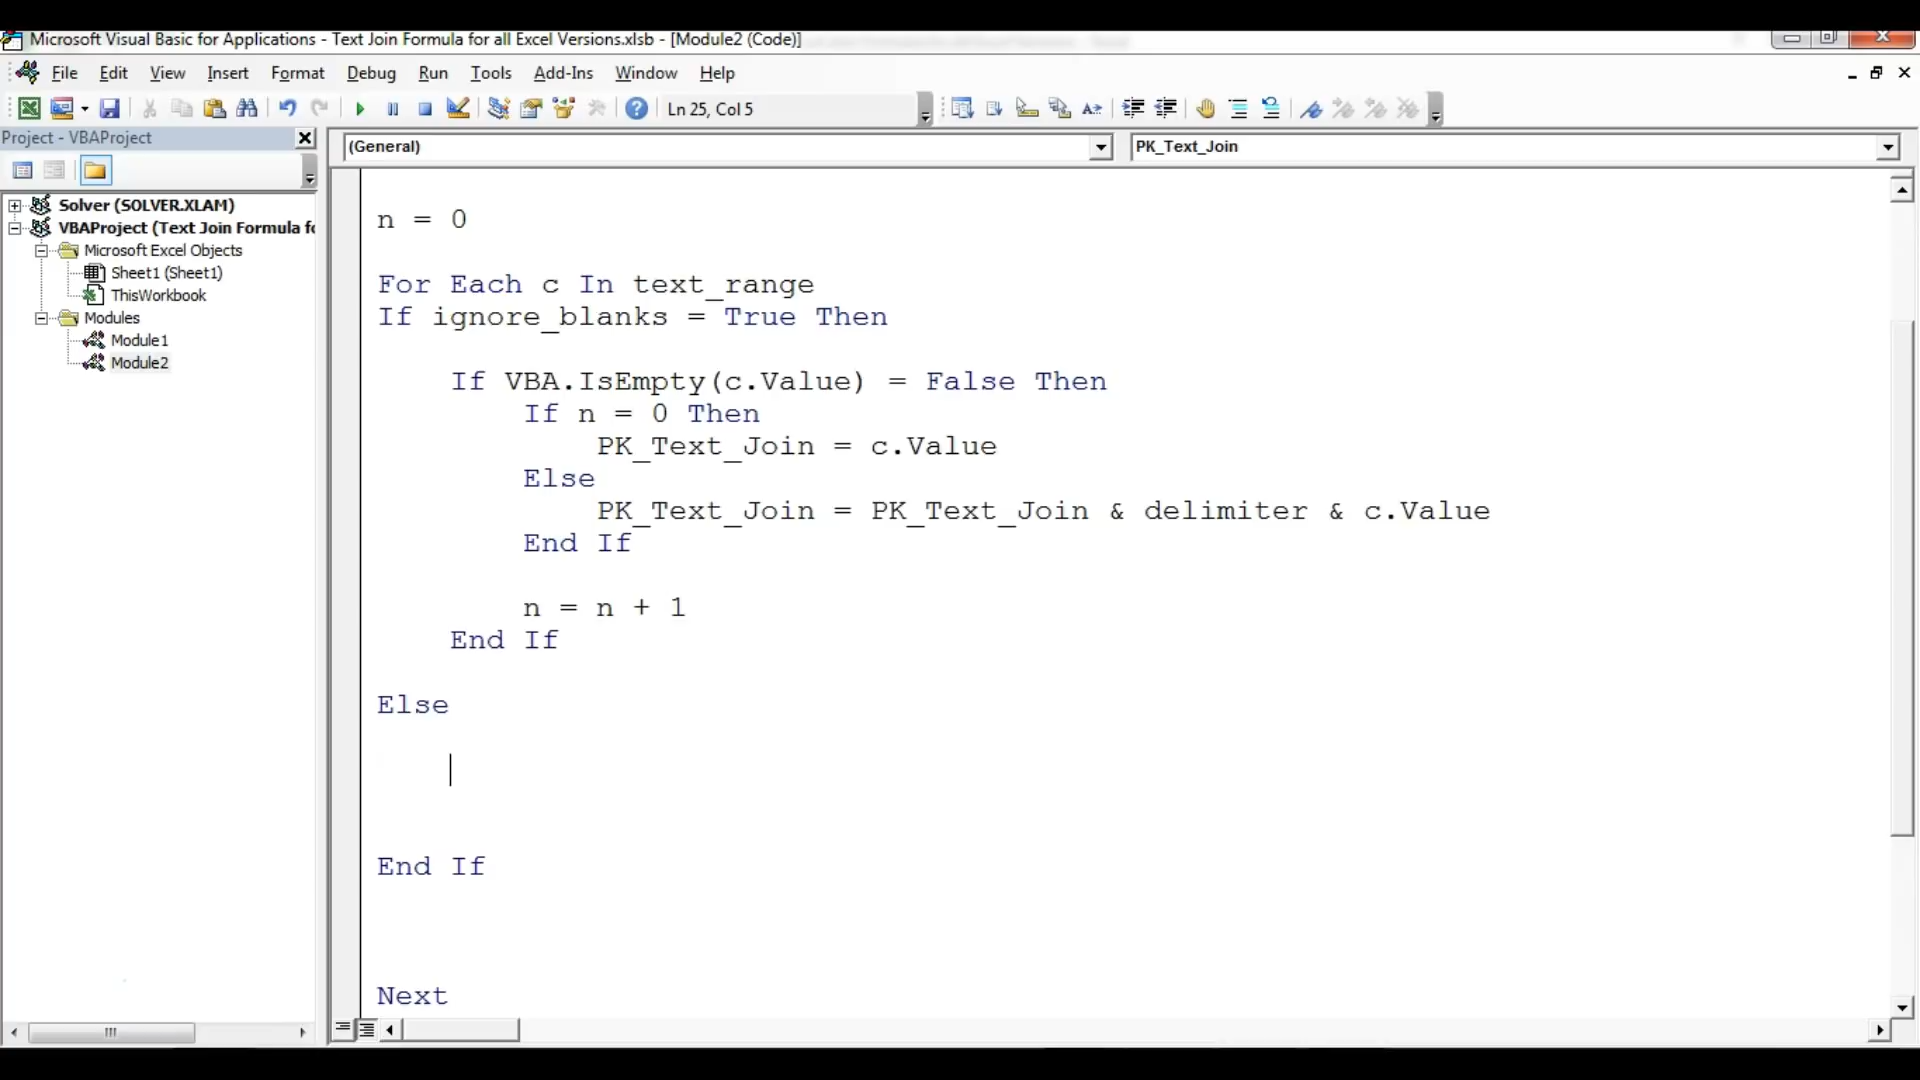 Microsoft Visual Basic for Applications - Text Join Formula for all Excel Versions.xlsb - [Module2 (Code)]
File Edit View Insert Format Debug Run Tools Add-Ins Window Help
Ln 25, Col 5
Project - VBAProject
(General)
PK_Text_Join
Solver (SOLVER.XLAM)
VBAProject (Text Join Formula fo
Microsoft Excel Objects
Sheet1 (Sheet1)
ThisWorkbook
Modules
Module1
Module2
n = 0
For Each c In text_range
If ignore_blanks = True Then
If VBA.IsEmpty(c.Value) = False Then
If n = 0 Then
PK_Text_Join = c.Value
Else
PK_Text_Join = PK_Text_Join & delimiter & c.Value
End If
n = n + 1
End If
Else
End If
Next